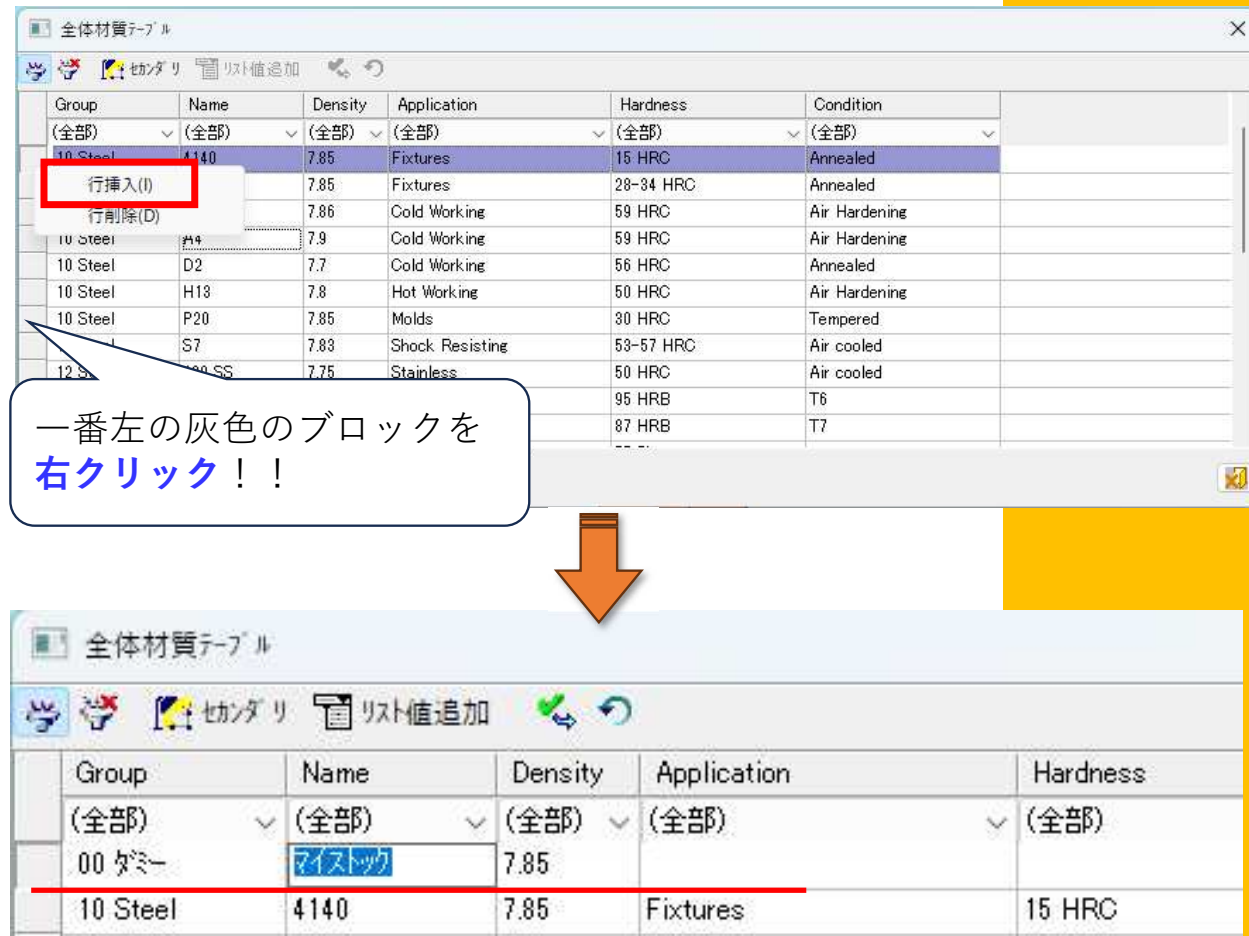 全体材質ﾃｰﾌﾞﾙ
ｾｶﾝﾀﾞﾘ ﾘｽﾄ値追加
Group Name Density Application Hardness Condition
(全部) (全部) (全部) (全部) (全部) (全部)
10 Steel 4140 7.85 Fixtures 15 HRC Annealed
行挿入(I) 7.85 Fixtures 28-34 HRC Annealed
行削除(D) 7.86 Cold Working 59 HRC Air Hardening
10 Steel A4 7.9 Cold Working 59 HRC Air Hardening
10 Steel D2 7.7 Cold Working 56 HRC Annealed
10 Steel H13 7.8 Hot Working 50 HRC Air Hardening
10 Steel P20 7.85 Molds 30 HRC Tempered
S7 7.83 Shock Resisting 53-57 HRC Air cooled
12 SS 7.75 Stainless 50 HRC Air cooled
95 HRB T6
87 HRB T7
一番左の灰色のブロックを
右クリック！！
全体材質ﾃｰﾌﾞﾙ
ｾｶﾝﾀﾞﾘ ﾘｽﾄ値追加
Group Name Density Application Hardness
(全部) (全部) (全部) (全部) (全部)
00 ﾀﾞﾐｰ ﾏｲｽﾄｯｸ 7.85
10 Steel 4140 7.85 Fixtures 15 HRC